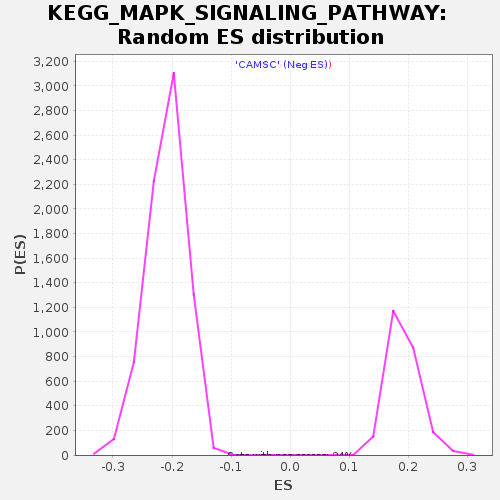 KEGG_MAPK_SIGNALING_PATHWAY:
Random ES distribution
'CAMSC' (Neg ES))
3,200
3,000
2,800
2,600
2,400
2,200
2,000
1,800
1,600
1,400
1,200
1,000
800
600
400
200
0
P(ES)
-0.3 -0.2 -0.1 0.0 0.1 0.2 0.3
ES